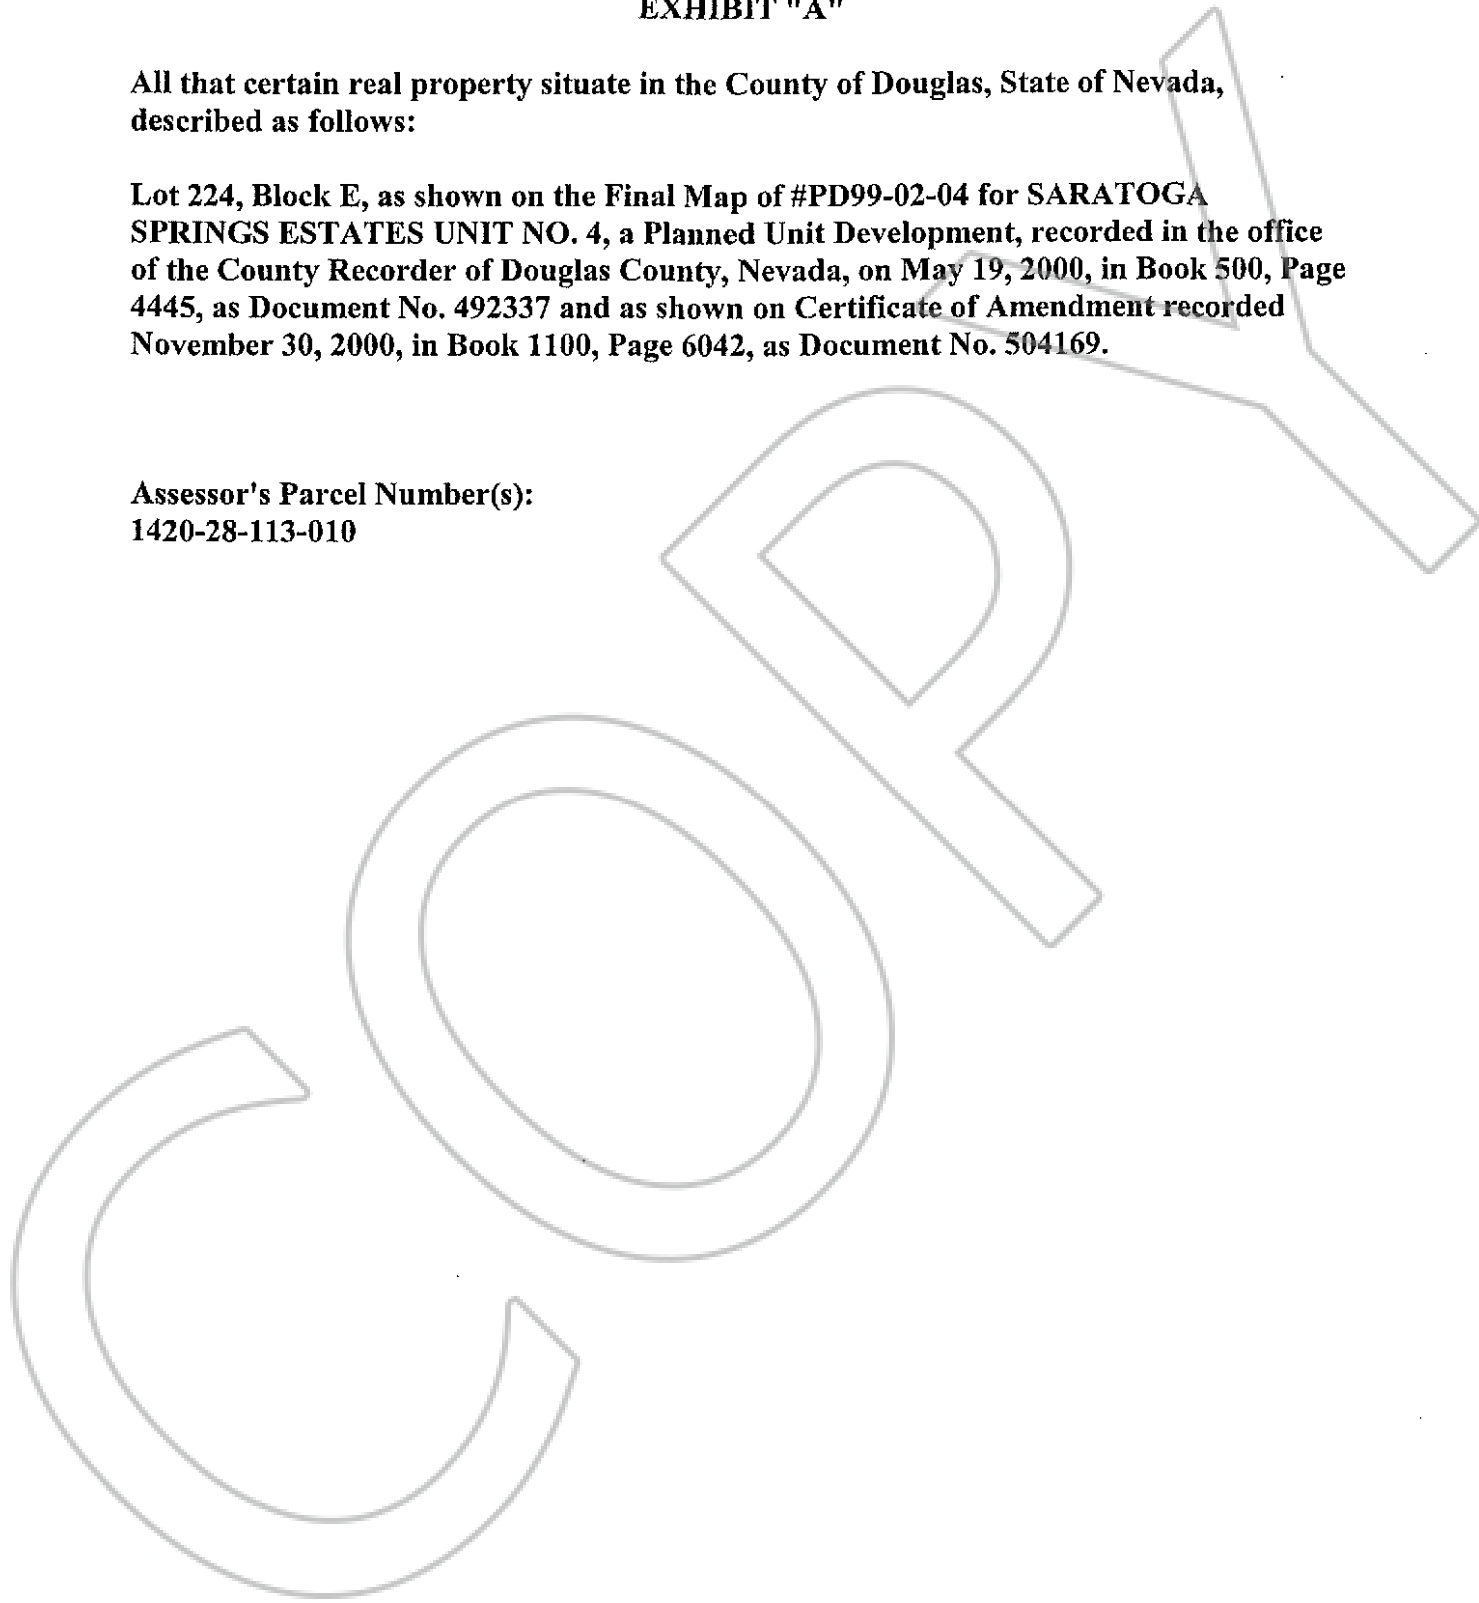 EXHIBIT "A"
All that certain real property situate in the County of Douglas, State of Nevada,
described as follows:
Lot 224, Block E, as shown on the Final Map of #PD99-02-04 for SARATOGA
SPRINGS ESTATES UNIT NO. 4, a Planned Unit Development, recorded in the office
of the County Recorder of Douglas County, Nevada, on May 19, 2000, in Book 500, Page
4445, as Document No. 492337 and as shown on Certificate of Amendment recorded
November 30, 2000, in Book 1100, Page 6042, as Document No. 504169.
Assessor's Parcel Number(s):
1420-28-113-010
COPY